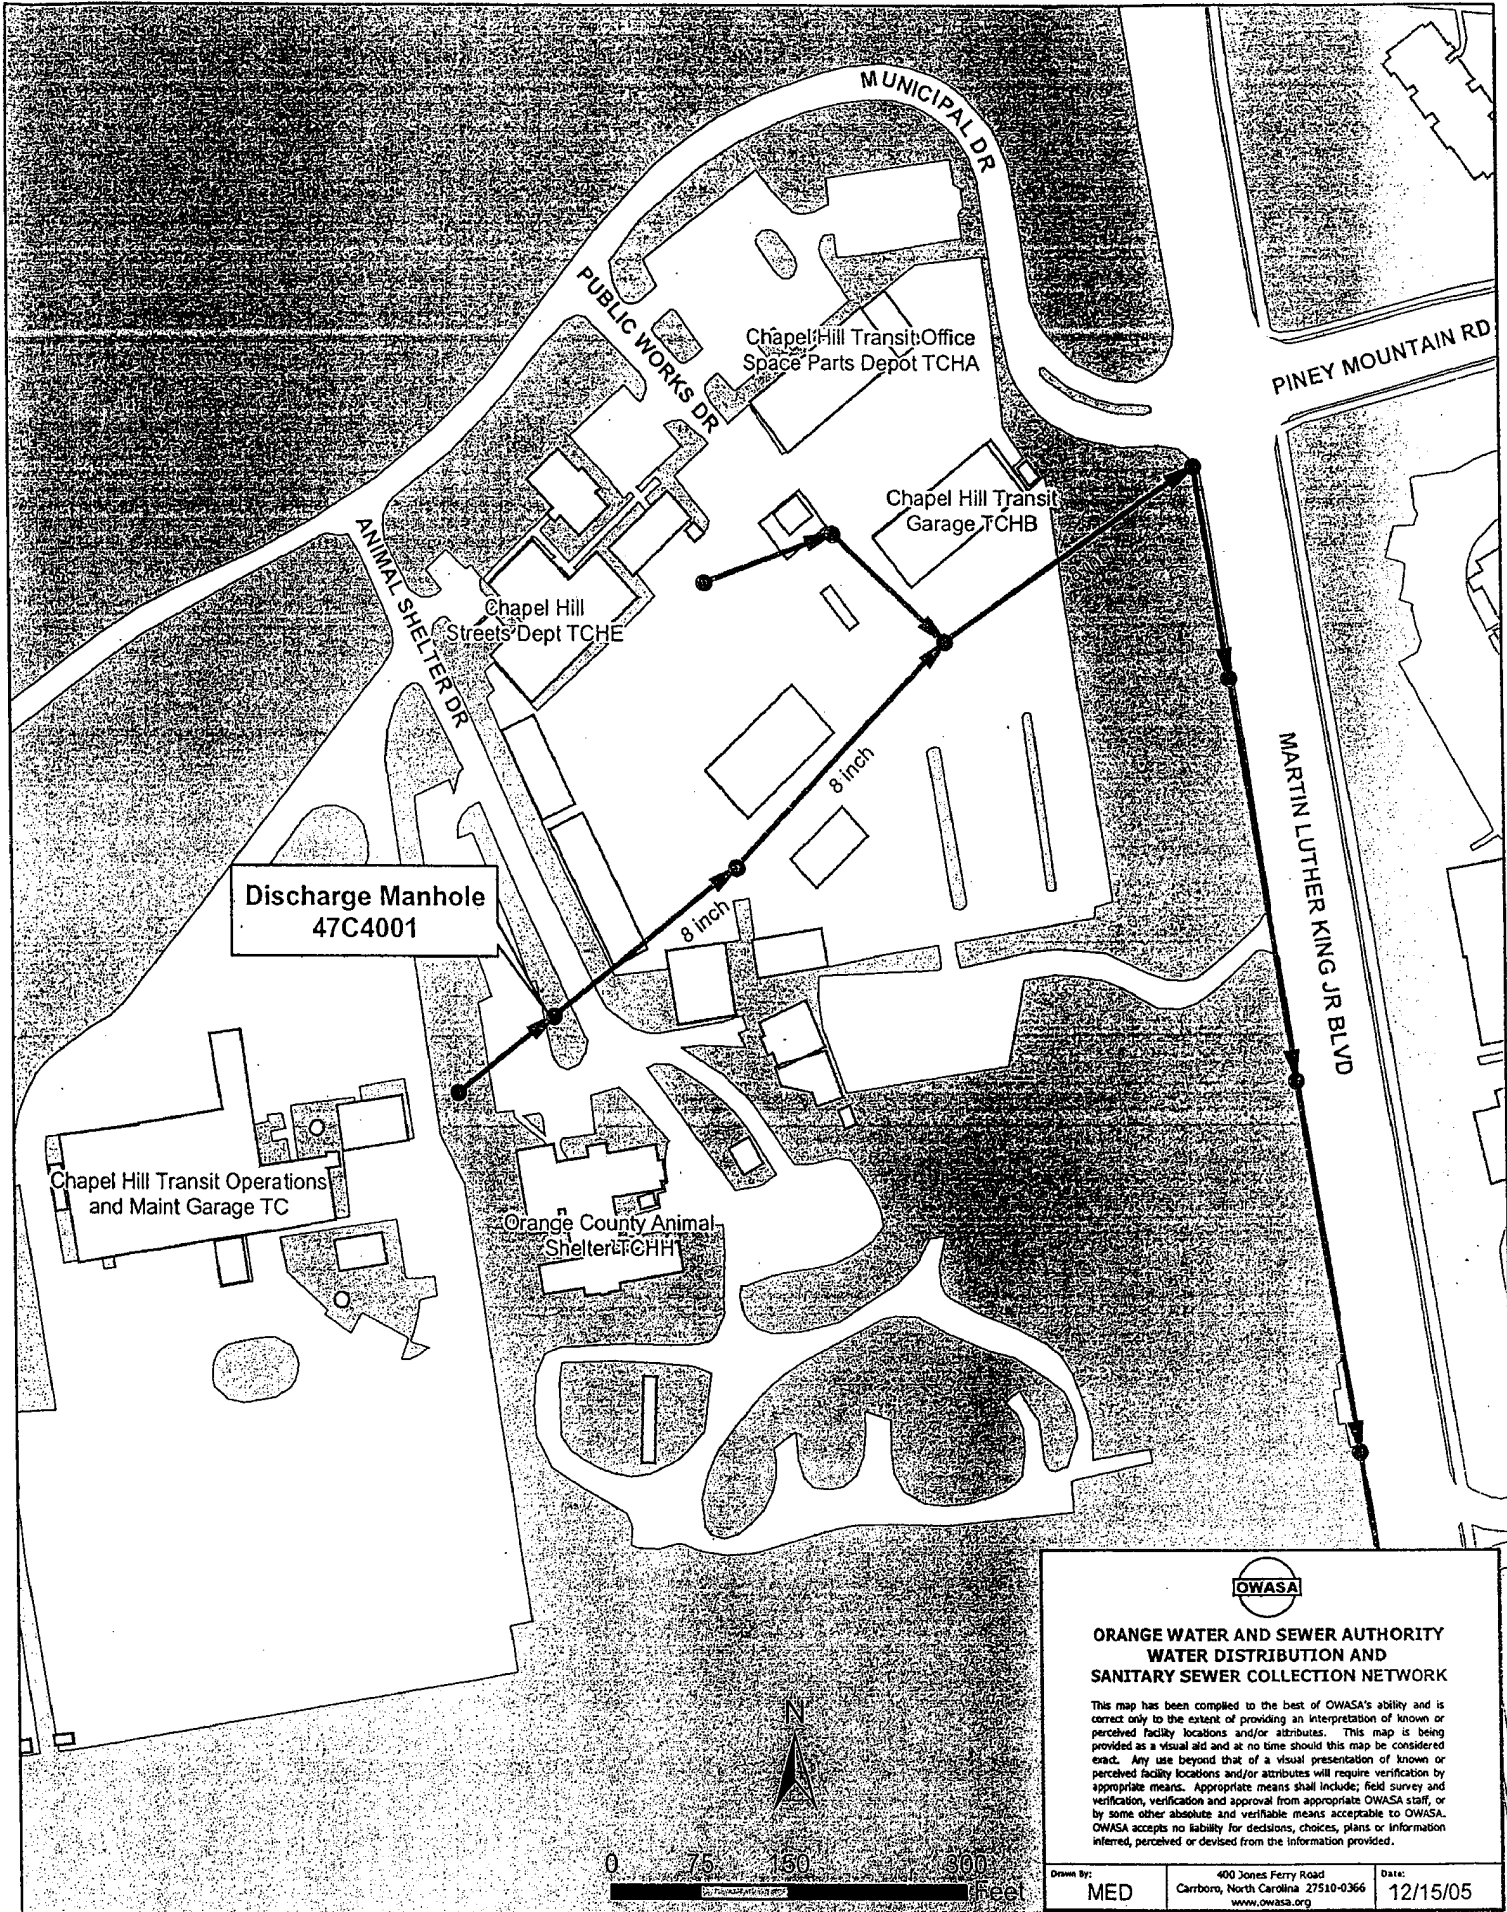 MUNICIPAL DR
PUBLIC WORKS DR
Chapel Hill Transit Office
Space Parts Depot TCHA
PINEY MOUNTAIN RD
Chapel Hill Transit
Garage TCHB
ANIMAL SHELTER DR
Chapel Hill
Streets Dept TCHE
8 inch
MARTIN LUTHER KING JR BLVD
Discharge Manhole
47C4001
8 inch
Chapel Hill Transit Operations
and Maint Garage TC
Orange County Animal
Shelter TCHH
OWASA
ORANGE WATER AND SEWER AUTHORITY
WATER DISTRIBUTION AND
SANITARY SEWER COLLECTION NETWORK
This map has been compiled to the best of OWASA's ability and is
correct only to the extent of providing an interpretation of known or
perceived facility locations and/or attributes. This map is being
provided as a visual aid and at no time should this map be considered
exact. Any use beyond that of a visual presentation of known or
perceived facility locations and/or attributes will require verification by
appropriate means. Appropriate means shall include; field survey and
verification, verification and approval from appropriate OWASA staff, or
by some other absolute and verifiable means acceptable to OWASA.
OWASA accepts no liability for decisions, choices, plans or information
inferred, perceived or devised from the information provided.
N
0 75 150 300
Feet
Drawn By:
MED
400 Jones Ferry Road
Carrboro, North Carolina 27510-0366
www.owasa.org
Date:
12/15/05